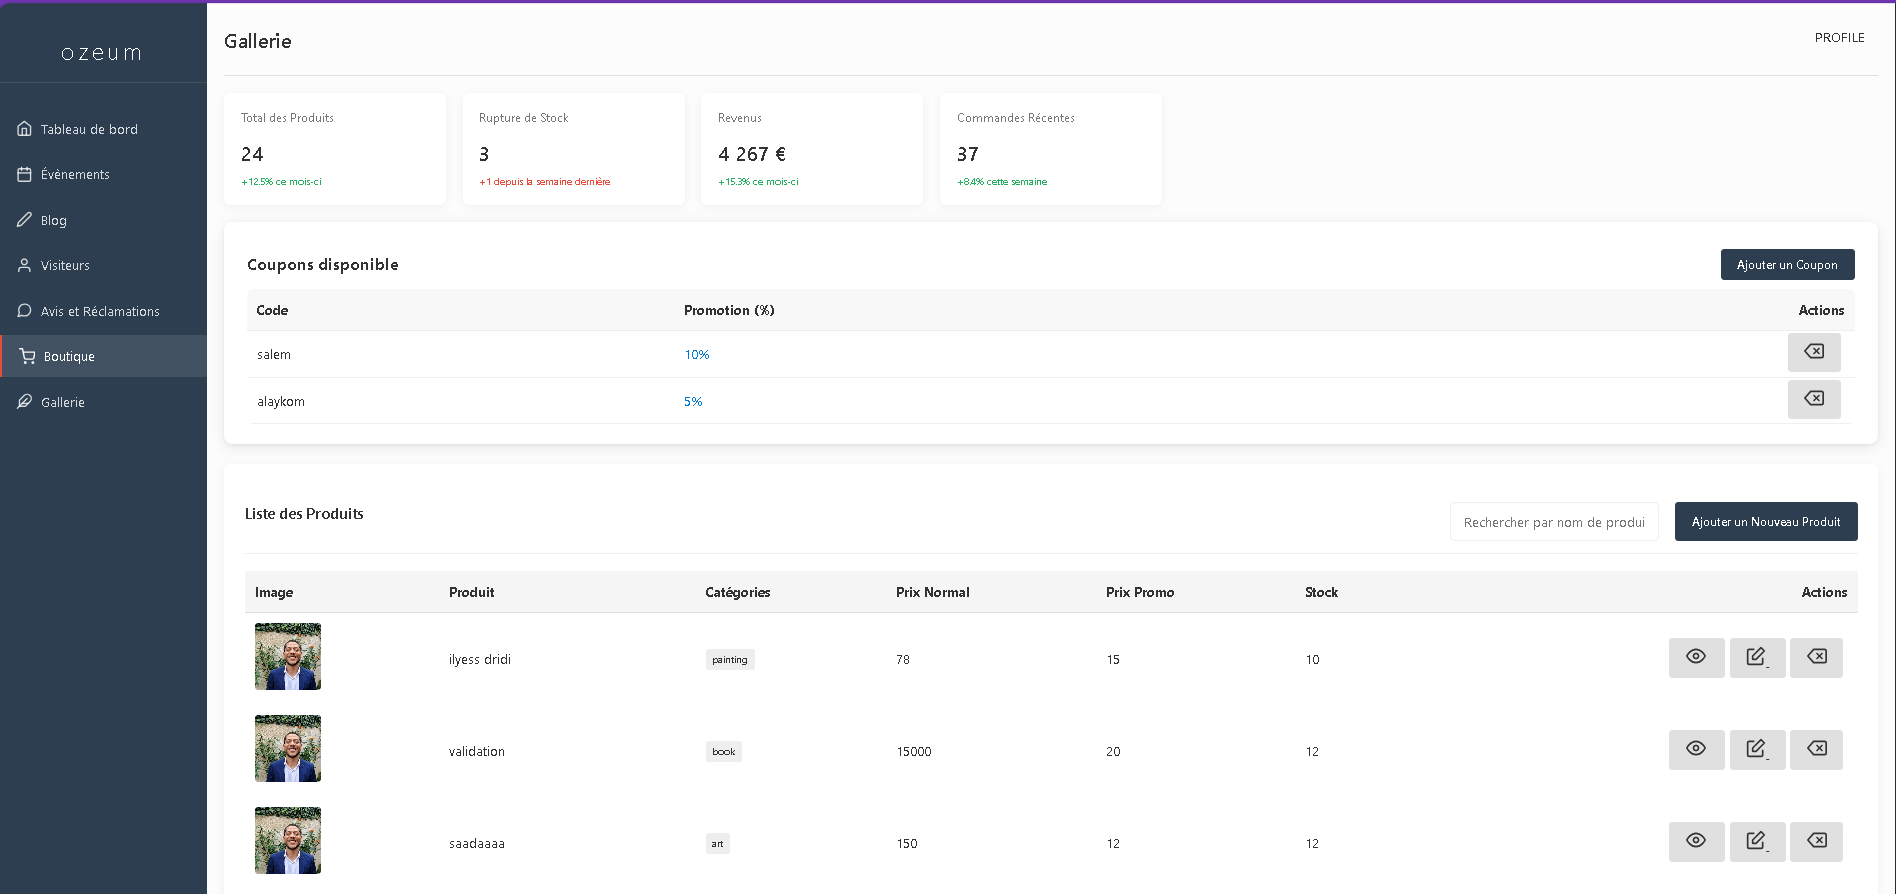 ozeum
Tableau de bord
Évènements
Blog
Visiteurs
Avis et Réclamations
Boutique
Gallerie
Gallerie
PROFILE
Total des Produits
24
+12.5% ce mois-ci
Rupture de Stock
3
+1 depuis la semaine dernière
Revenus
4 267 €
+15.3% ce mois-ci
Commandes Récentes
37
+8.4% cette semaine
Coupons disponible
Ajouter un Coupon
Code Promotion (%) Actions
salem 10%
alaykom 5%
Liste des Produits
Rechercher par nom de produi
Ajouter un Nouveau Produit
Image Produit Catégories Prix Normal Prix Promo Stock Actions
ilyess dridi painting 78 15 10
validation book 15000 20 12
saadaaaa art 150 12 12